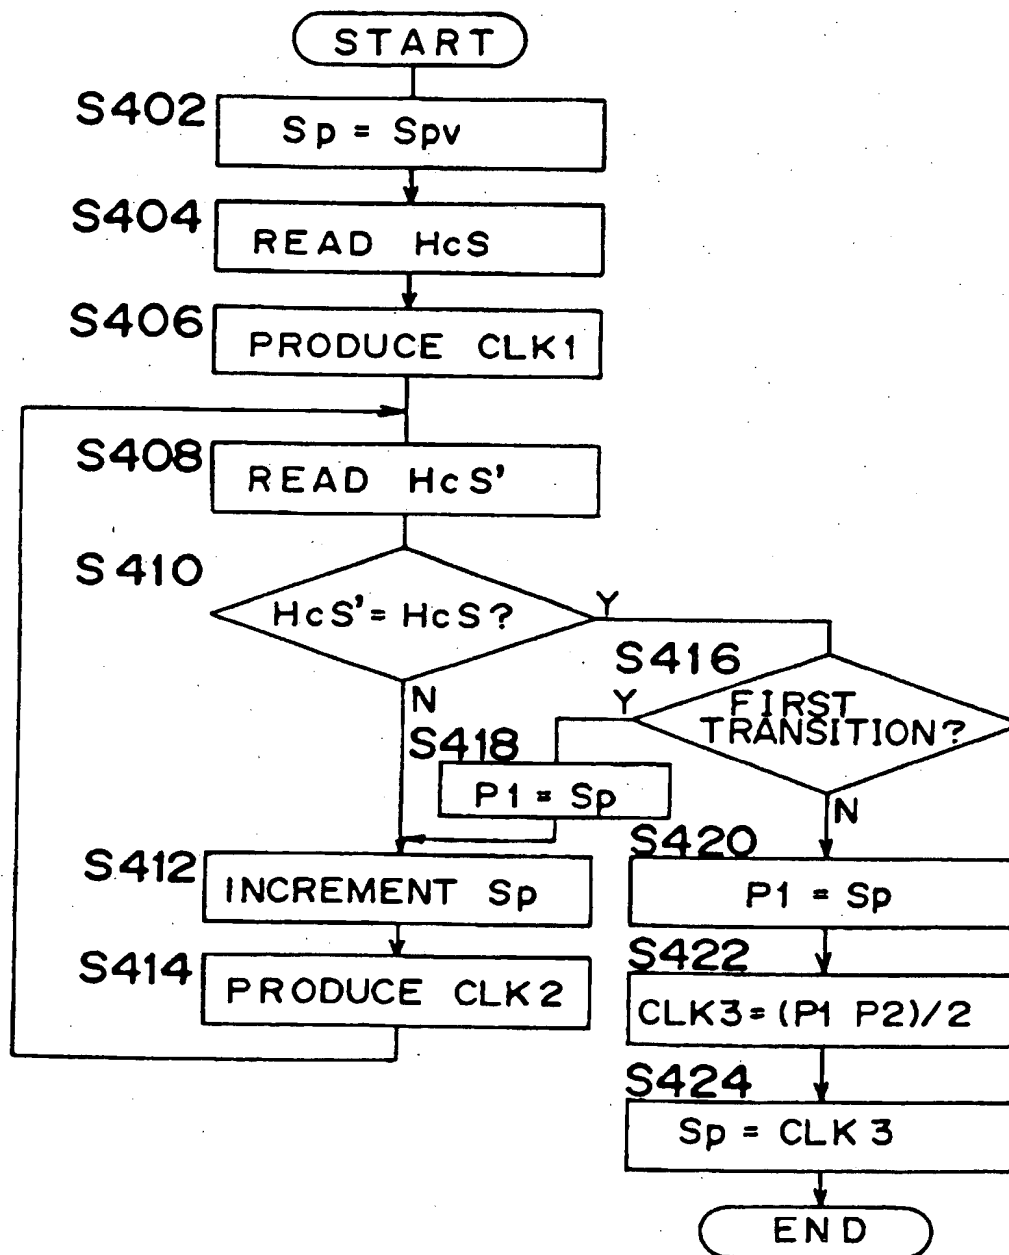 START
S402
Sp = Spv
S404
READ HcS
S406
PRODUCE CLK1
S408
READ HcS'
S410
HcS'= HcS?
Y
N
S416
FIRST
TRANSITION?
Y
N
S418
P1 = Sp
S412
INCREMENT Sp
S414
PRODUCE CLK2
S420
P1 = Sp
S422
CLK3=(P1 P2)/2
S424
Sp = CLK3
END